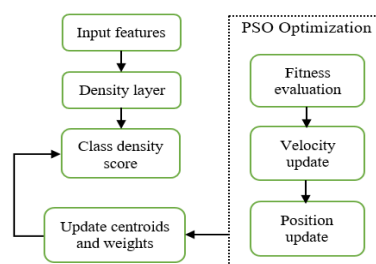 Input features
Density layer
Class density
score
Update centroids
and weights
PSO Optimization
Fitness
evaluation
Velocity
update
Position
update